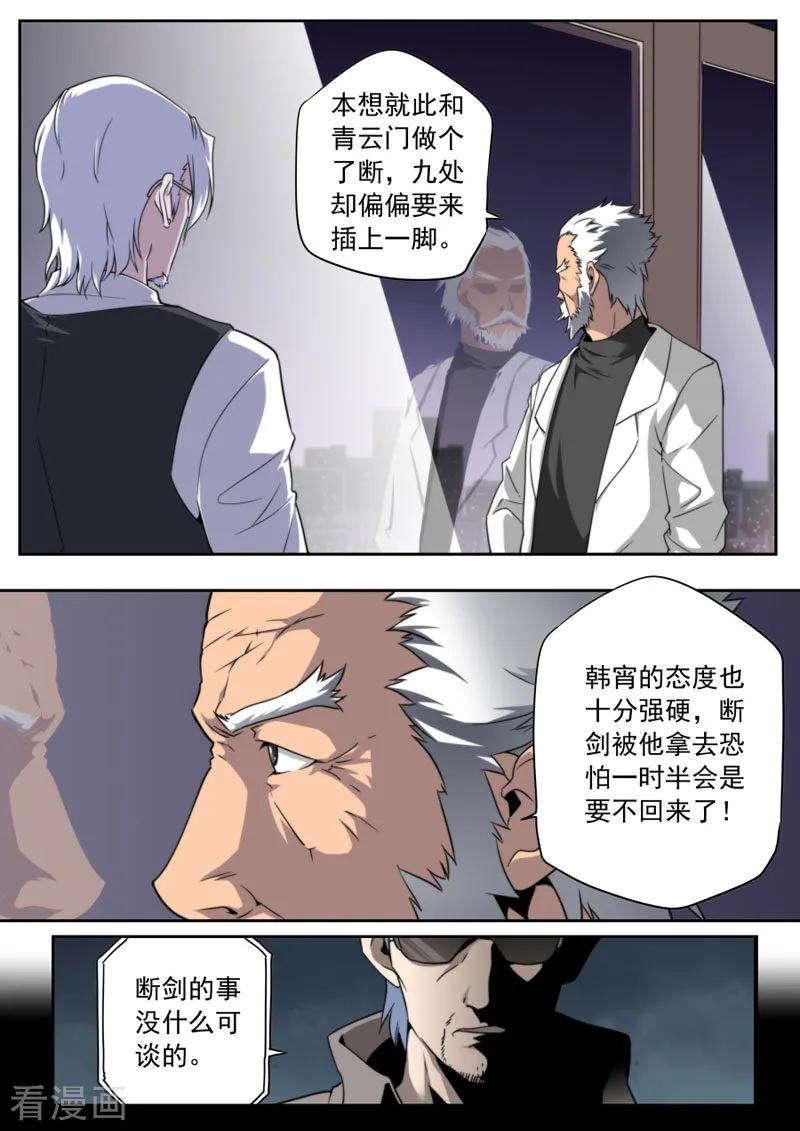 本想就此和
青云门做个
了断，九处
却偏偏要来
插上一脚。
韩宵的态度也
十分强硬，断
剑被他拿去恐
怕一时半会是
要不回来了！
断剑的事
没什么可
谈的。
看漫画